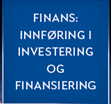 FINANS:
INNFØRING I
INVESTERING
OG
FINANSIERING